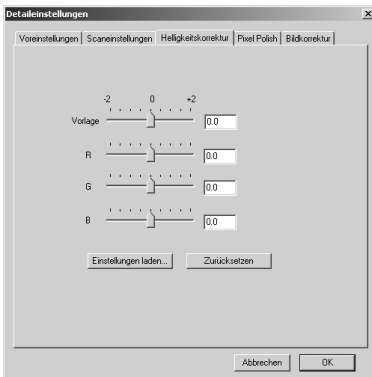 Detaileinstellungen
Voreinstellungen Scaneinstellungen Helligkeitskorrektur Pixel Polish Bildkorrektur
-2 0 +2
Vorlage 0.0
R 0.0
G 0.0
B 0.0
Einstellungen laden... Zurücksetzen
Abbrechen OK